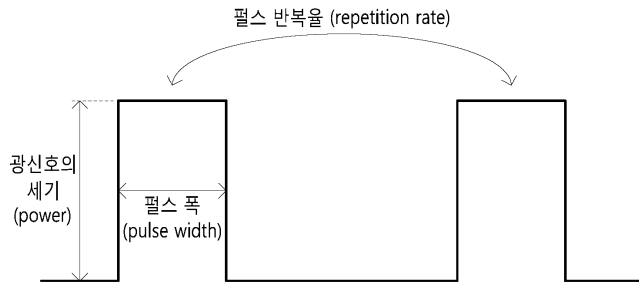 펄스 반복율 (repetition rate)
광신호의
세기
(power)
펄스 폭
(pulse width)